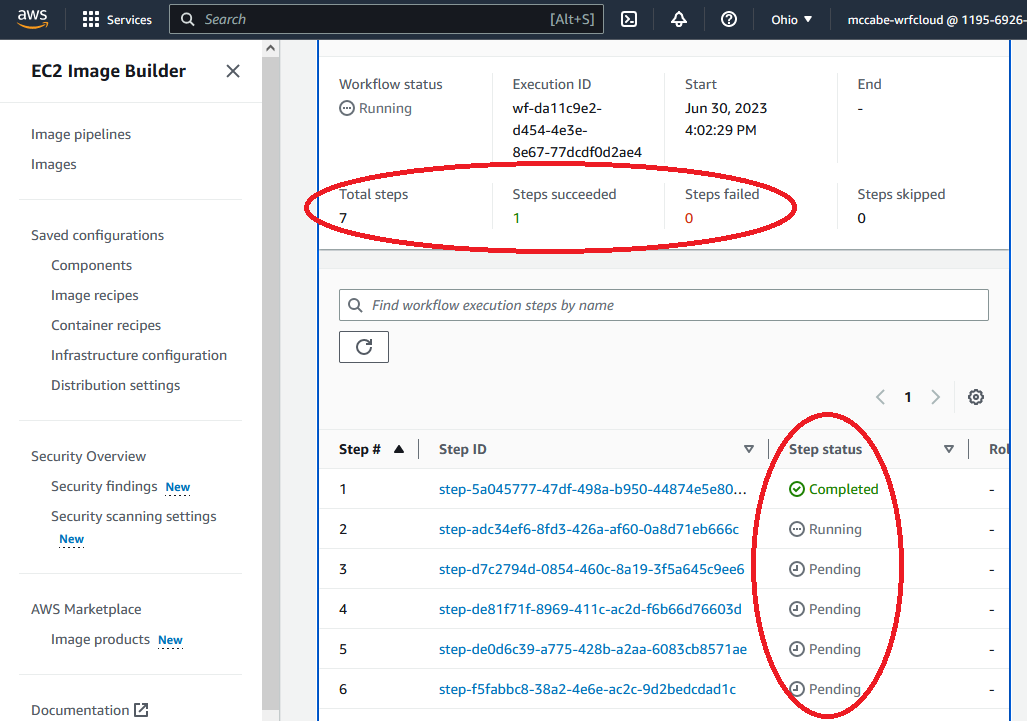 aws
Services
Search
[Alt+S]
Ohio ▼
mccabe-wrfcloud @ 1195-6926-
EC2 Image Builder
Image pipelines
Images
Saved configurations
Components
Image recipes
Container recipes
Infrastructure configuration
Distribution settings
Security Overview
Security findings New
Security scanning settings
New
AWS Marketplace
Image products New
Documentation
Workflow status
Running
Execution ID
wf-da11c9e2-
d454-4e3e-
8e67-77dcdf0d2ae4
Start
Jun 30, 2023
4:02:29 PM
End
-
Total steps
7
Steps succeeded
1
Steps failed
0
Steps skipped
0
Find workflow execution steps by name
1
Step # Step ID Step status Rol
1 step-5a045777-47df-498a-b950-44874e5e80... Completed -
2 step-adc34ef6-8fd3-426a-af60-0a8d71eb666c Running -
3 step-d7c2794d-0854-460c-8a19-3f5a645c9ee6 Pending -
4 step-de81f71f-8969-411c-ac2d-f6b66d76603d Pending -
5 step-de0d6c39-a775-428b-a2aa-6083cb8571ae Pending -
6 step-f5fabbc8-38a2-4e6e-ac2c-9d2bedcdad1c Pending -